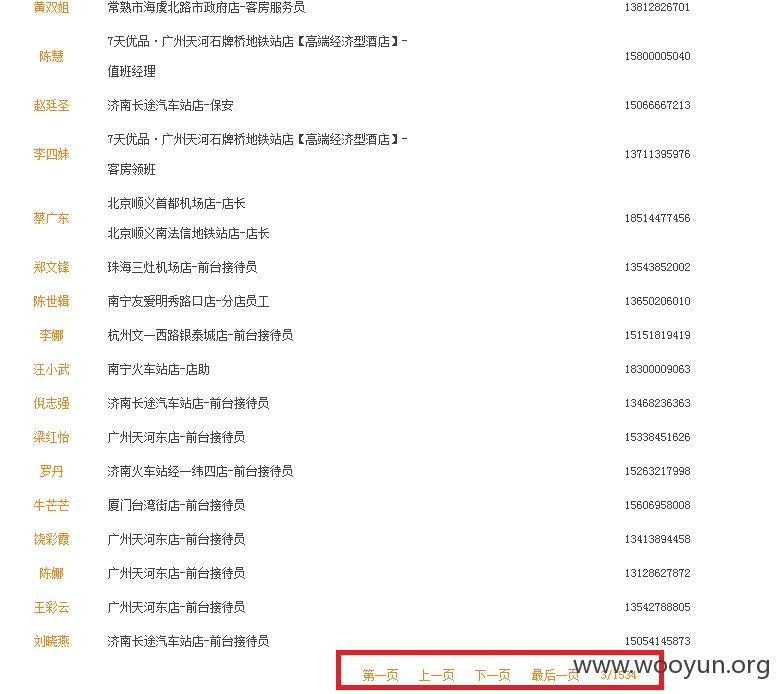 黄双姐 常熟市海虞北路市政府店-客房服务员 13812826701
7天优品·广州天河石牌桥地铁站店【高端经济型酒店】-
陈慧 15800005040
值班经理
赵廷圣 济南长途汽车站店-保安 15066667213
7天优品·广州天河石牌桥地铁站店【高端经济型酒店】-
李四妹 13711395976
客房领班
北京顺义首都机场店-店长
蔡广东 18514477456
北京顺义南法信地铁站店-店长
郑文锋 珠海三灶机场店-前台接待员 13543852002
陈世辑 南宁友爱明秀路口店-分店员工 13650206010
李娜 杭州文一西路银泰城店-前台接待员 15151819419
汪小武 南宁火车站店-店助 18300009063
倪志强 济南长途汽车站店-前台接待员 13468236363
梁红怡 广州天河东店-前台接待员 15338451626
罗丹 济南火车站经一纬四店-前台接待员 15263217998
牛芒芒 厦门台湾街店-前台接待员 15606958008
饶彩霞 广州天河东店-前台接待员 13413894458
陈娜 广州天河东店-前台接待员 13128627872
王彩云 广州天河东店-前台接待员 13542788805
刘晓燕 济南长途汽车站店-前台接待员 15054145873
第一页 上一页 下一页 最后一页 3/1534
www.wooyun.org